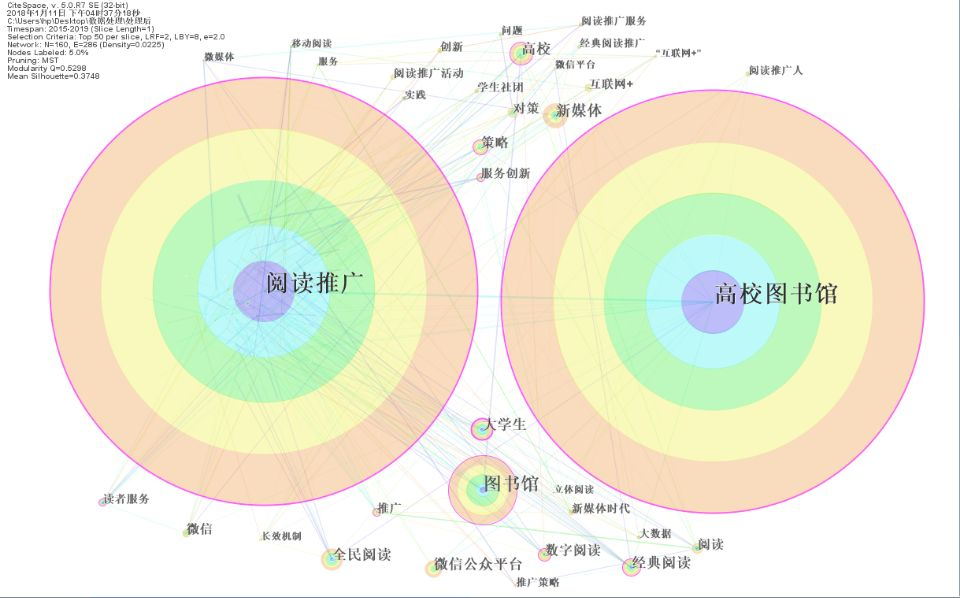 CiteSpace, v. 5.0.R7 SE (32-bit)
2018年1月11日 下午04时37分18秒
C:\Users\hp\Desktop\数据处理\处理后
Timespan: 2015-2019 (Slice Length=1)
Selection Criteria: Top 50 per slice, LRF=2, LBY=8, e=2.0
Network: N=160, E=286 (Density=0.0225)
Nodes Labeled: 5.0%
Pruning: MST
Modularity Q=0.5298
Mean Silhouette=0.3748
阅读推广服务
问题
移动阅读
创新
高校
经典阅读推广
“互联网+”
微媒体
服务
微信平台
阅读推广活动
阅读推广人
学生社团
互联网+
实践
对策
新媒体
策略
服务创新
阅读推广
高校图书馆
大学生
图书馆
立体阅读
读者服务
推广
新媒体时代
微信
长效机制
大数据
阅读
全民阅读
数字阅读
微信公众平台
经典阅读
推广策略